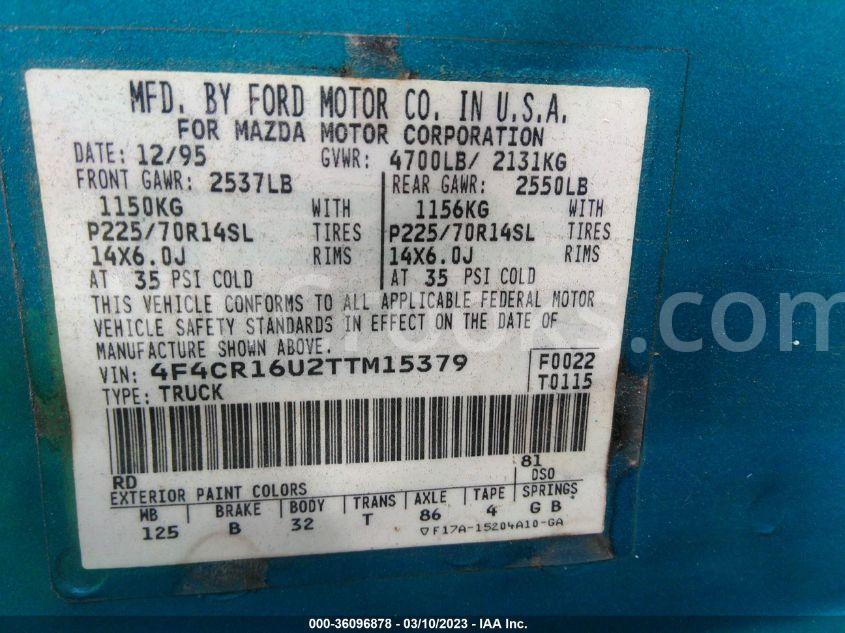 MFD. BY FORD MOTOR CO. IN U.S.A.
FOR MAZDA MOTOR CORPORATION
DATE: 12/95 GVWR: 4700LB/ 2131KG
FRONT GAWR: 2537LB REAR GAWR: 2550LB
1150KG WITH 1156KG WITH
P225/70R14SL TIRES P225/70R14SL TIRES
14X6.0J RIMS 14X6.0J RIMS
AT 35 PSI COLD AT 35 PSI COLD
THIS VEHICLE CONFORMS TO ALL APPLICABLE FEDERAL MOTOR
VEHICLE SAFETY STANDARDS IN EFFECT ON THE DATE OF
MANUFACTURE SHOWN ABOVE.
VIN: 4F4CR16U2TTM15379 F0022
TYPE: TRUCK T0115
81
RD DSO
EXTERIOR PAINT COLORS
WB BRAKE BODY TRANS AXLE TAPE SPRINGS
125 B 32 T 86 4 G B
F17A-15204A10-GA
000-36096878 - 03/10/2023 - IAA Inc.